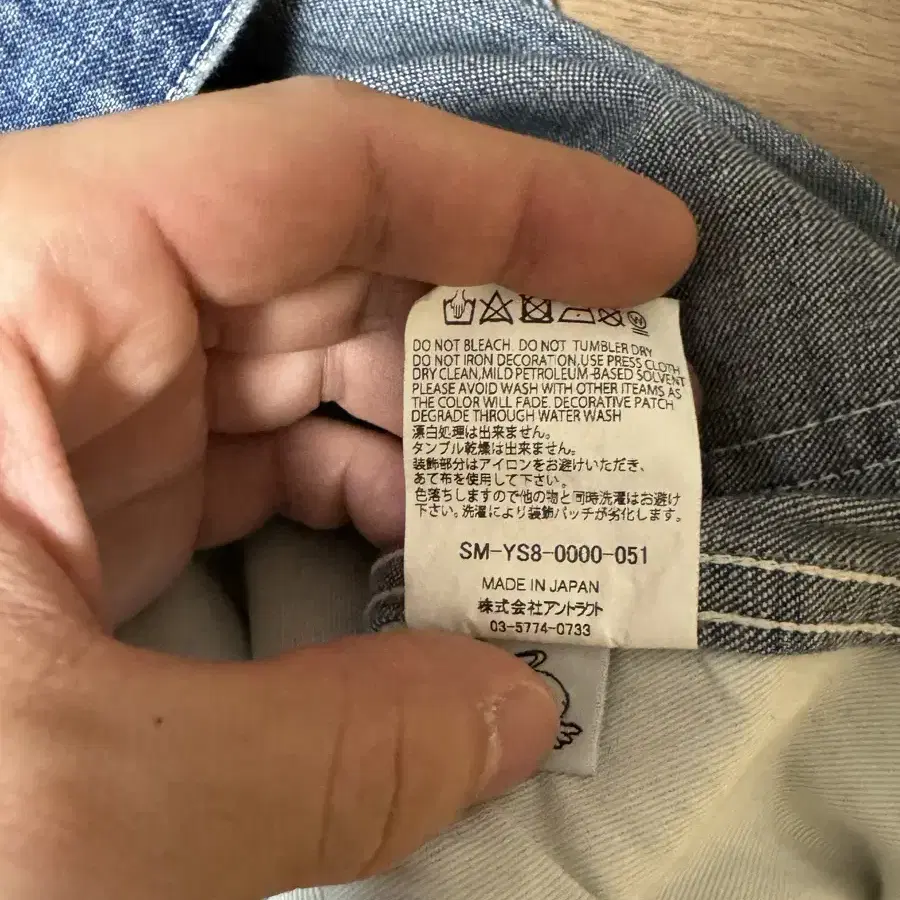 DO NOT BLEACH. DO NOT TUMBLER DRY
DO NOT IRON DECORATION,USE PRESS CLOTH
DRY CLEAN,MILD PETROLEUM-BASED SOLVENT
PLEASE AVOID WASH WITH OTHER ITEAMS AS
THE COLOR WILL FADE. DECORATIVE PATCH
DEGRADE THROUGH WATER WASH
漂白処理は出来ません。
タンブル乾燥は出来ません。
装飾部分はアイロンをお避けいただき、
あて布を使用して下さい。
色落ちしますので他の物と同時洗濯はお避け
下さい。洗濯により装飾パッチが劣化します。
SM-YS8-0000-051
MADE IN JAPAN
株式会社アントラクト
03-5774-0733